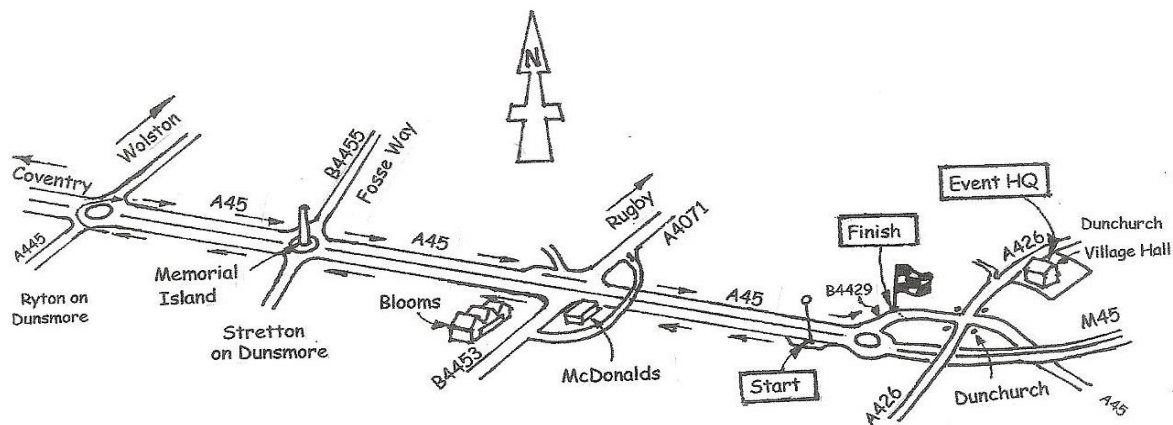 N
Coventry
Wolston
A445
Ryton on
Dunsmore
A45
B4455
Fosse Way
Memorial
Island
Stretton
on Dunsmore
A45
Blooms
B4453
McDonalds
Rugby
A4071
A45
Start
Finish
B4429
Event HQ
A426
Dunchurch
Village Hall
M45
Dunchurch
A426
A45